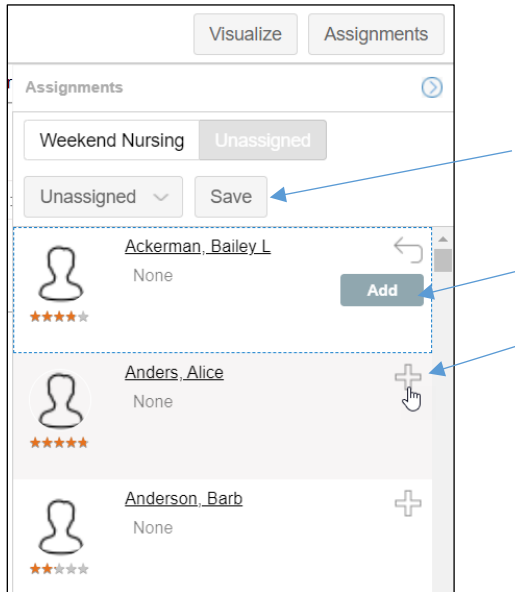 Visualize Assignments
r Assignments
Weekend Nursing Unassigned
Unassigned Save
Ackerman, Bailey L
None
Add
Anders, Alice
None
Anderson, Barb
None